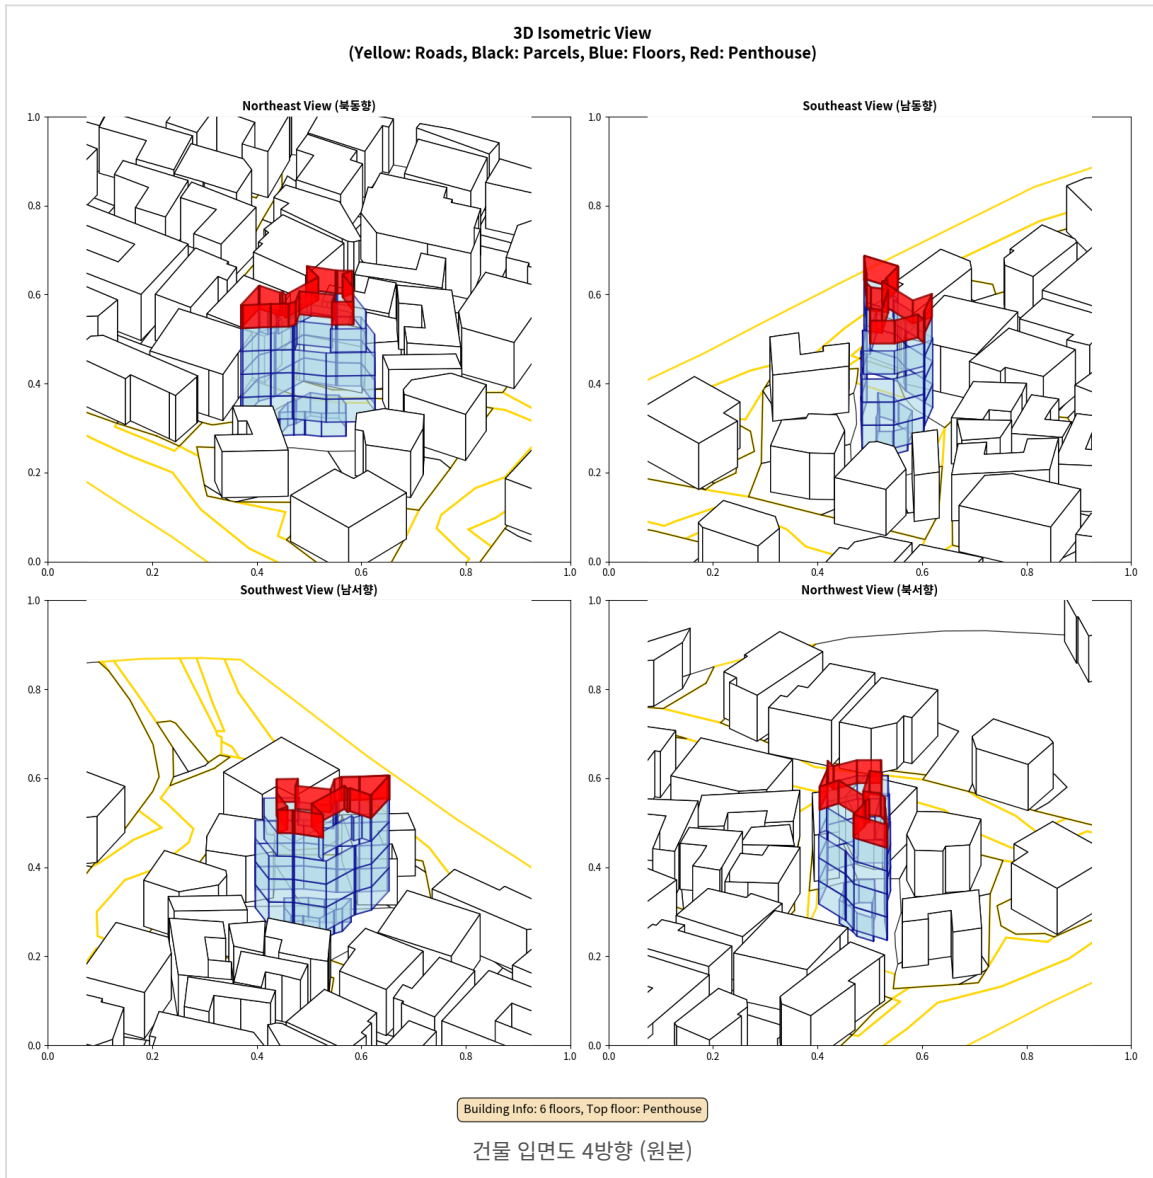 3D Isometric View
(Yellow: Roads, Black: Parcels, Blue: Floors, Red: Penthouse)
Northeast View (북동향)
1.0
0.8
0.6
0.4
0.2
0.0
0.0 0.2 0.4 0.6 0.8 1.0
Southeast View (남동향)
1.0
0.8
0.6
0.4
0.2
0.0
0.0 0.2 0.4 0.6 0.8 1.0
Southwest View (남서향)
1.0
0.8
0.6
0.4
0.2
0.0
0.0 0.2 0.4 0.6 0.8 1.0
Northwest View (북서향)
1.0
0.8
0.6
0.4
0.2
0.0
0.0 0.2 0.4 0.6 0.8 1.0
Building Info: 6 floors, Top floor: Penthouse
건물 입면도 4방향 (원본)